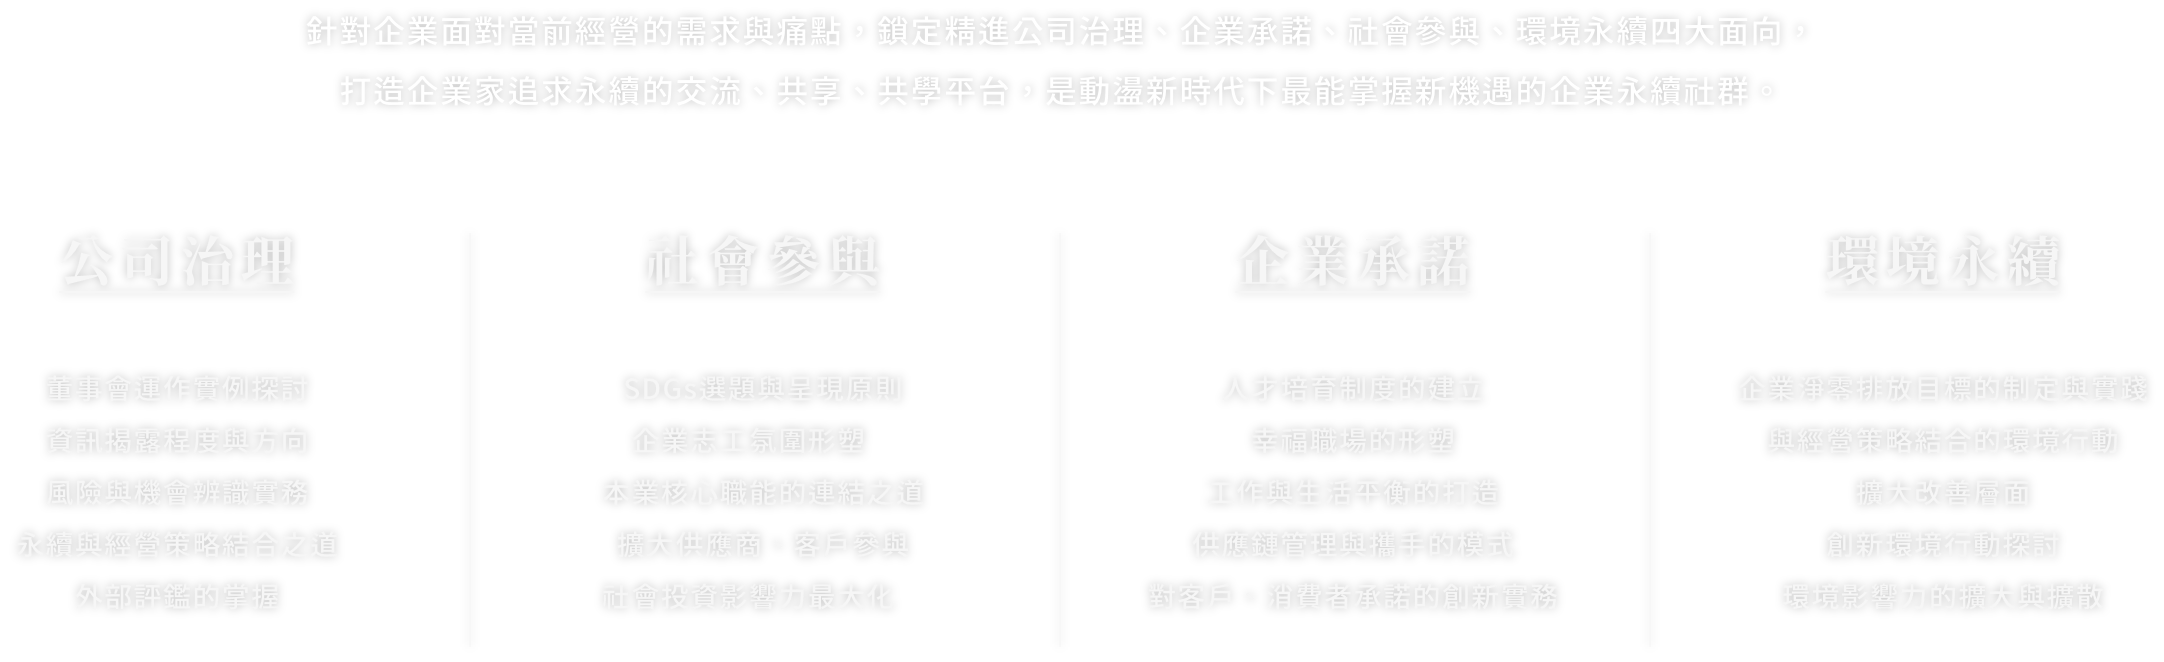 針對企業面對當前經營的需求與痛點，鎖定精進公司治理、企業承諾、社會參與、環境永續四大面向，
打造企業家追求永續的交流、共享、共學平台，是動盪新時代下最能掌握新機遇的企業永續社群。
公司治理
董事會運作實例探討
資訊揭露程度與方向
風險與機會辨識實務
永續與經營策略結合之道
外部評鑑的掌握
社會參與
SDGs選題與呈現原則
企業志工氛圍形塑
本業核心職能的連結之道
擴大供應商、客戶參與
社會投資影響力最大化
企業承諾
人才培育制度的建立
幸福職場的形塑
工作與生活平衡的打造
供應鏈管理與攜手的模式
對客戶、消費者承諾的創新實務
環境永續
企業淨零排放目標的制定與實踐
與經營策略結合的環境行動
擴大改善層面
創新環境行動探討
環境影響力的擴大與擴散